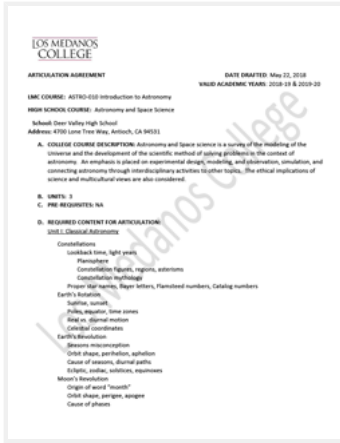 LOS MEDANOS
COLLEGE
ARTICULATION AGREEMENT DATE DRAFTED: May 22, 2018
VALID ACADEMIC YEARS: 2018-19 & 2019-20
LMC COURSE: ASTRO-010 Introduction to Astronomy
HIGH SCHOOL COURSE: Astronomy and Space Science
School: Deer Valley High School
Address: 4700 Lone Tree Way, Antioch, CA 94531
A. COLLEGE COURSE DESCRIPTION: Astronomy and Space science is a survey of the modeling of the
Universe and the development of the scientific method of solving problems in the context of
astronomy. An emphasis is placed on experimental design, modeling, and observation, simulation, and
connecting astronomy through interdisciplinary activities to other topics. The ethical implications of
science and multicultural views are also considered.
B. UNITS: 3
C. PRE-REQUISITES: NA
D. REQUIRED CONTENT FOR ARTICULATION:
Unit I: Classical Astronomy
Constellations
Lookback time, light years
Planisphere
Constellation figures, regions, asterisms
Constellation mythology
Proper star names, Bayer letters, Flamsteed numbers, Catalog numbers
Earth's Rotation
Sunrise, sunset
Poles, equator, time zones
Real vs. diurnal motion
Celestial coordinates
Earth's Revolution
Seasons misconception
Orbit shape, perihelion, aphelion
Cause of seasons, diurnal paths
Ecliptic, zodiac, solstices, equinoxes
Moon's Revolution
Origin of word "month"
Orbit shape, perigee, apogee
Cause of phases
Los Medanos College